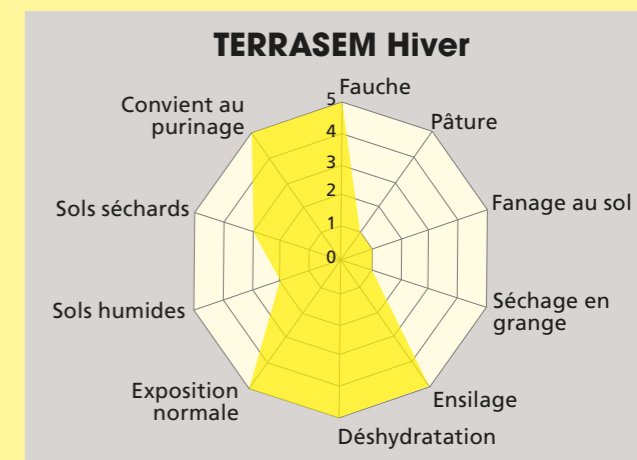 TERRASEM Hiver
Fauche
Convient au
purinage
Pâture
Sols séchards
Fanage au sol
Sols humides
Séchage en
grange
Exposition
normale
Ensilage
Déshydratation
5
4
3
2
1
0